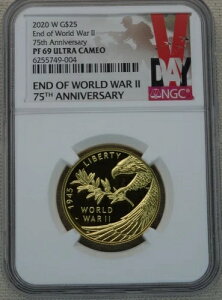 2020 W G$25
End of World War II
75th Anniversary
PF 69 ULTRA CAMEO
6255749-004
V
DAY
NGC
END OF WORLD WAR II
75TH ANNIVERSARY
LIBERTY
1945
WORLD
WAR II